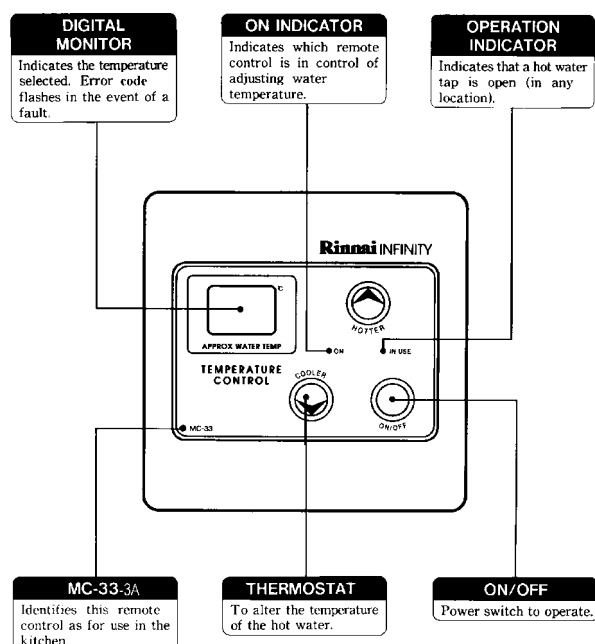 DIGITAL
MONITOR
Indicates the temperature
selected. Error code
flashes in the event of a
fault.
ON INDICATOR
Indicates which remote
control is in control of
adjusting water
temperature.
OPERATION
INDICATOR
Indicates that a hot water
tap is open (in any
location).
Rinnai INFINITY
°C
APPROX WATER TEMP
HOTTER
ON
IN USE
TEMPERATURE
CONTROL
COOLER
ON/OFF
MC-33
MC-33-3A
Identifies this remote
control as for use in the
kitchen
THERMOSTAT
To alter the temperature
of the hot water.
ON/OFF
Power switch to operate.